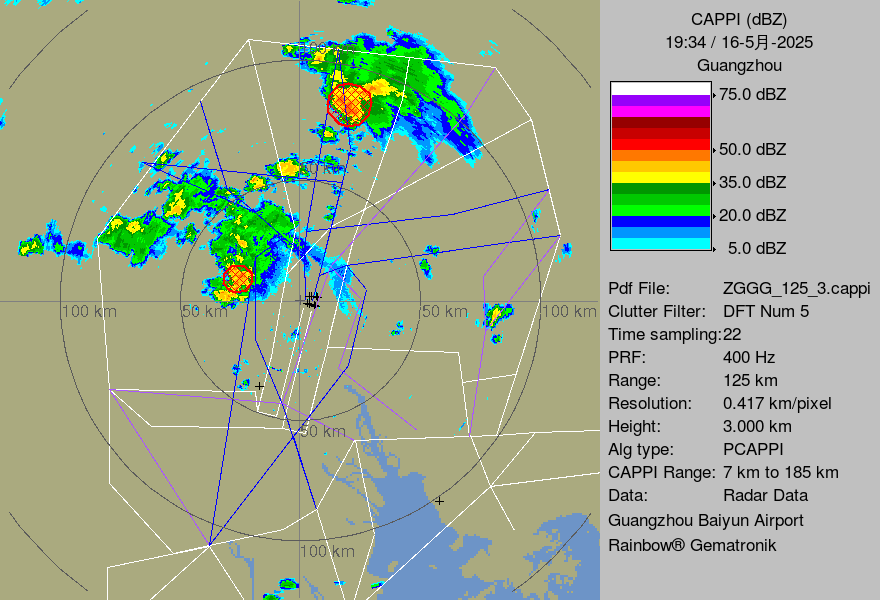 CAPPI (dBZ)
19:34 / 16-5月-2025
Guangzhou
75.0 dBZ
50.0 dBZ
35.0 dBZ
20.0 dBZ
5.0 dBZ
Pdf File: ZGGG_125_3.cappi
Clutter Filter: DFT Num 5
Time sampling:22
PRF: 400 Hz
Range: 125 km
Resolution: 0.417 km/pixel
Height: 3.000 km
Alg type: PCAPPI
CAPPI Range: 7 km to 185 km
Data: Radar Data
Guangzhou Baiyun Airport
Rainbow® Gematronik
100 km
50 km
50 km
100 km
50 km
100 km